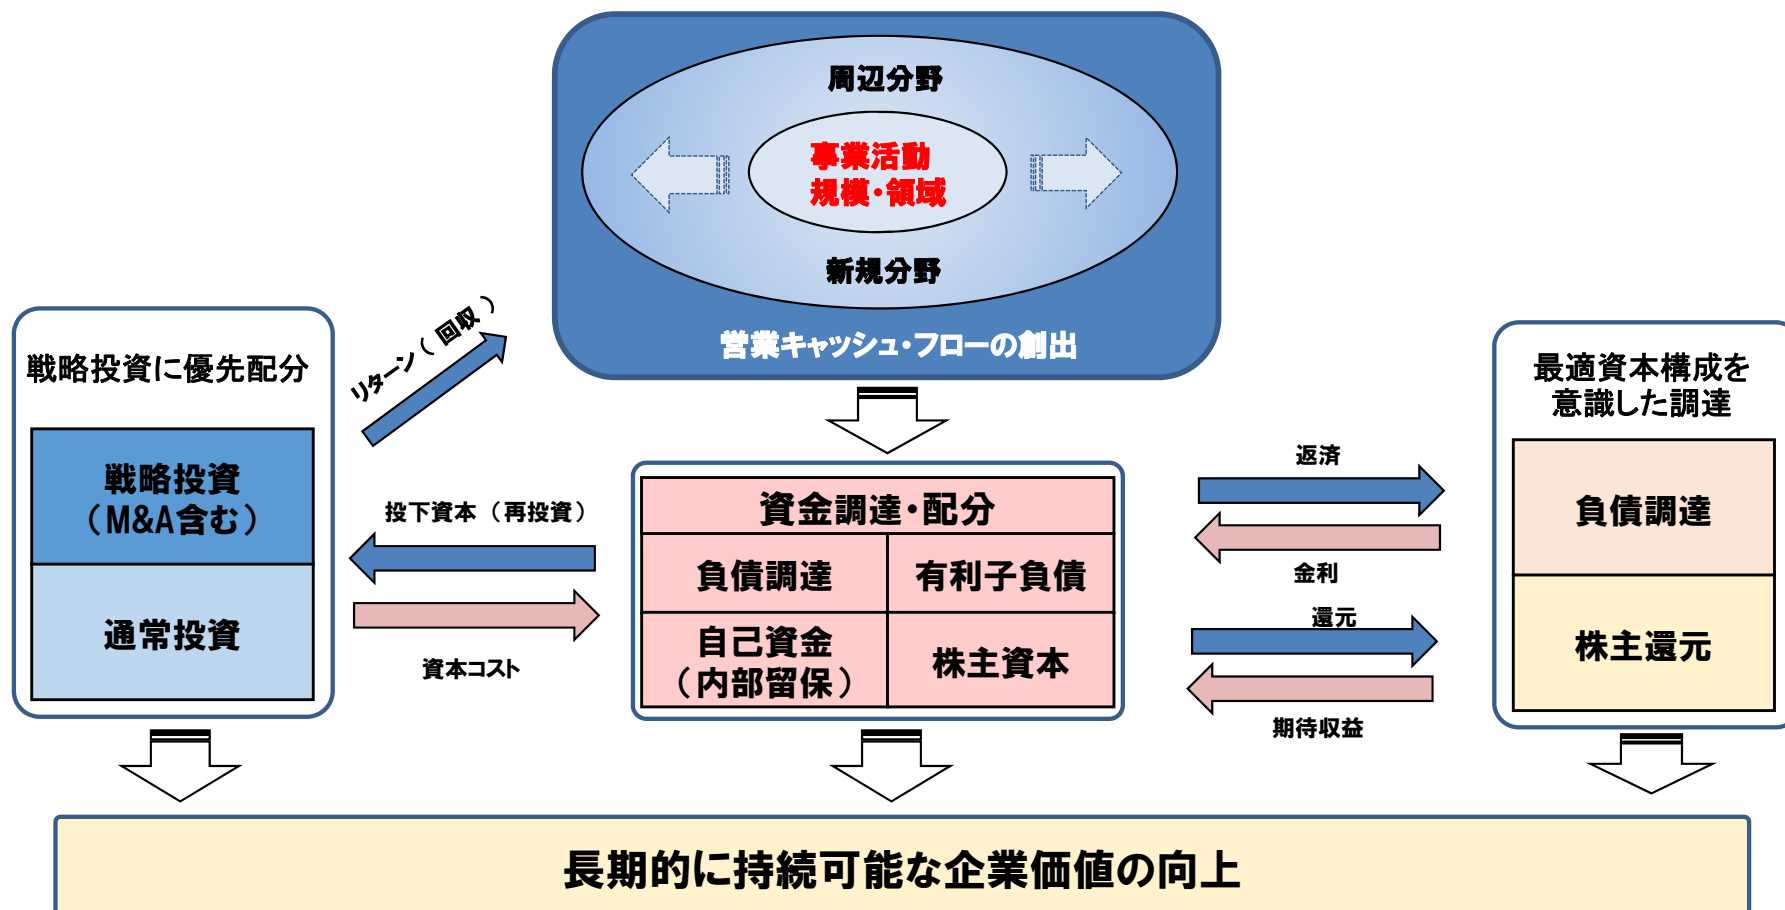 周辺分野
事業活動
規模・領域
新規分野
営業キャッシュ・フローの創出
戦略投資に優先配分
戦略投資
（M&A含む）
通常投資
リターン（回収）
投下資本（再投資）
資本コスト
資金調達・配分
負債調達
有利子負債
自己資金
（内部留保）
株主資本
返済
金利
還元
期待収益
最適資本構成を
意識した調達
負債調達
株主還元
長期的に持続可能な企業価値の向上